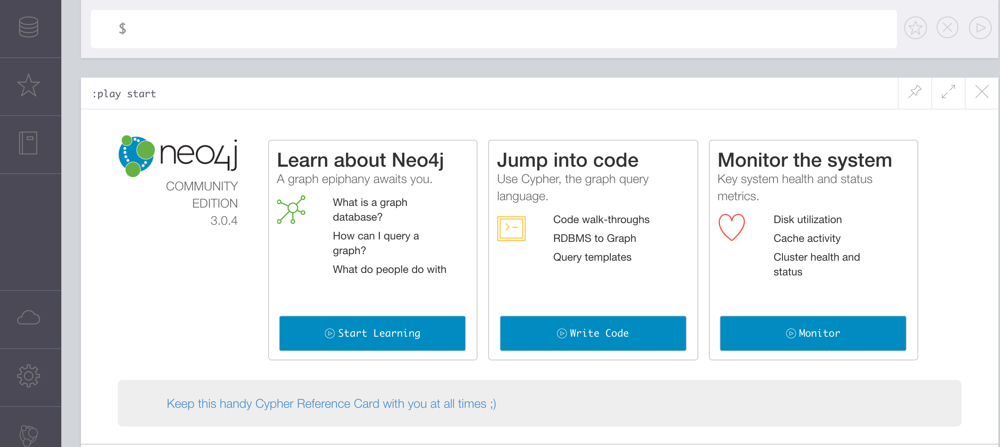 $
:play start
neo4j
COMMUNITY
EDITION
3.0.4
Learn about Neo4j
A graph epiphany awaits you.
What is a graph
database?
How can I query a
graph?
What do people do with
Start Learning
Jump into code
Use Cypher, the graph query
language.
Code walk-throughs
RDBMS to Graph
Query templates
Write Code
Monitor the system
Key system health and status
metrics.
Disk utilization
Cache activity
Cluster health and
status
Monitor
Keep this handy Cypher Reference Card with you at all times ;)